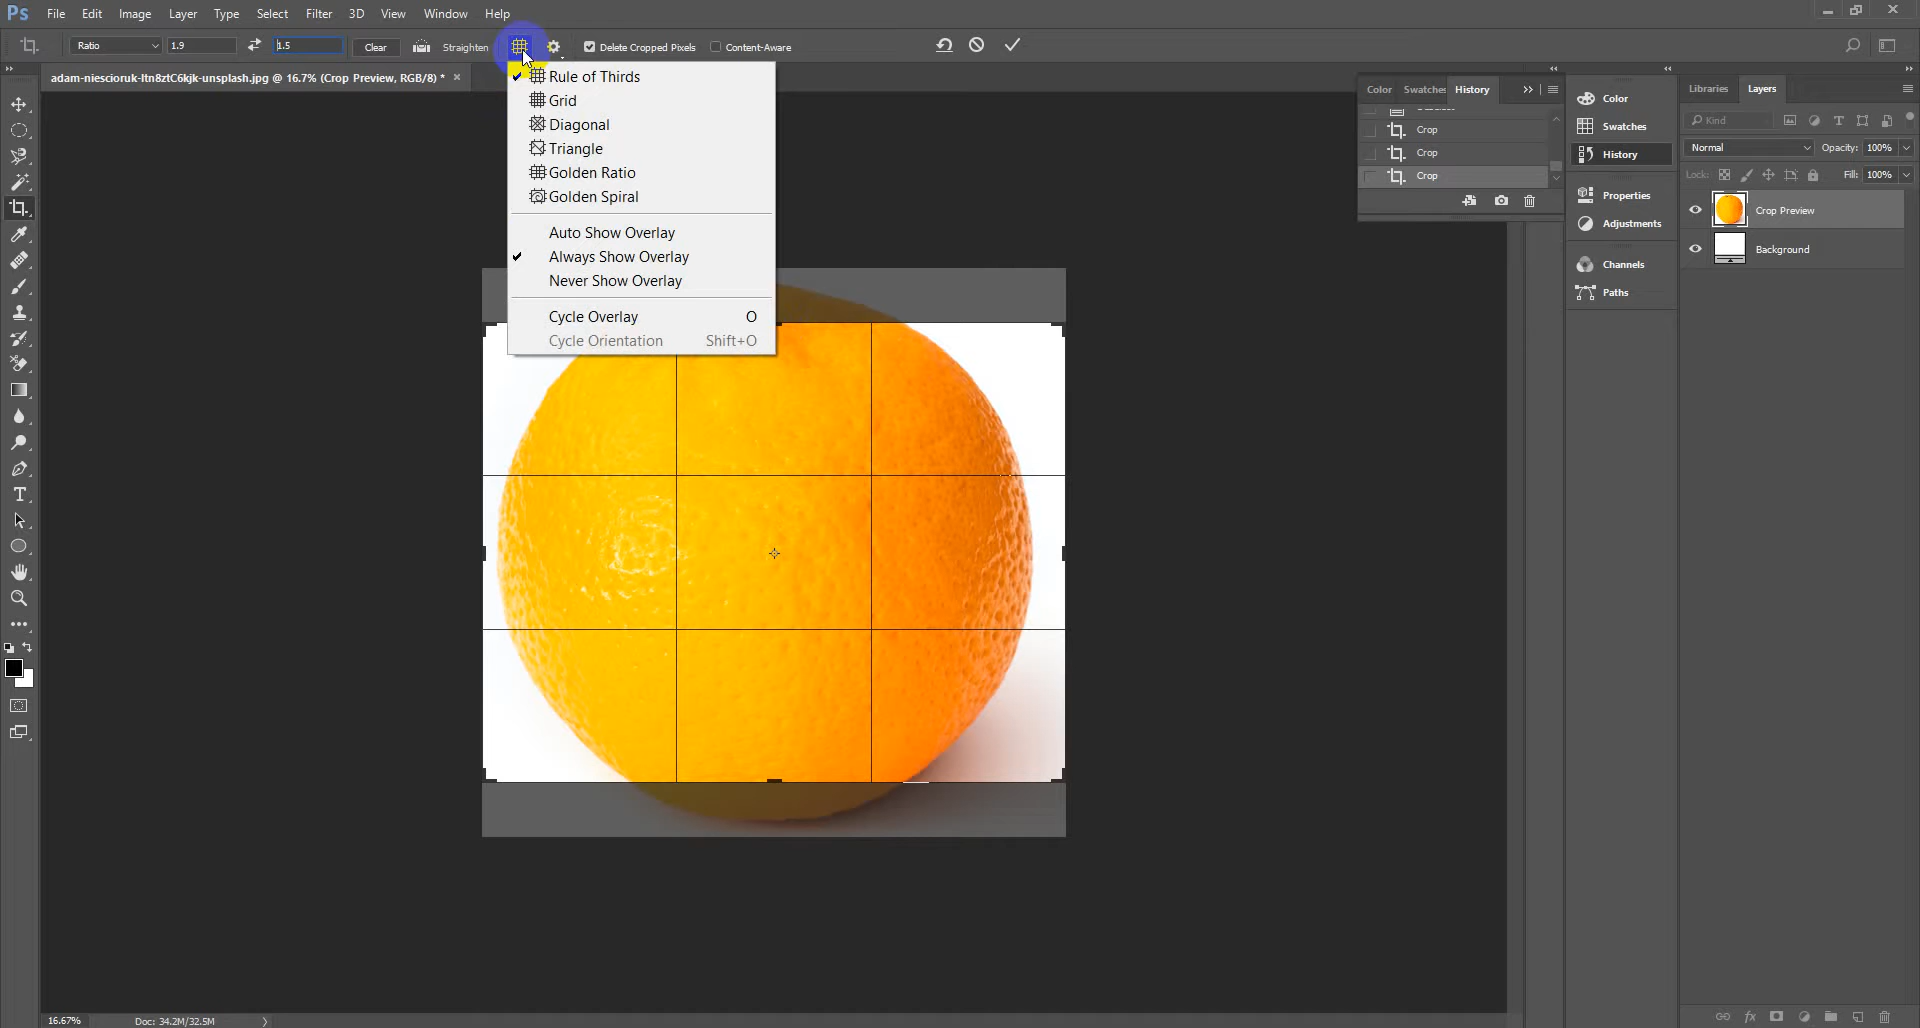 Ps File Edit Image Layer Type Select Filter 3D View Window Help
Ratio 1.9 1.5 Clear Straighten Delete Cropped Pixels Content-Aware
adam-niescioruk-ltn8ztC6kjk-unsplash.jpg @ 16.7% (Crop Preview, RGB/8) *
Rule of Thirds
Grid
Diagonal
Triangle
Golden Ratio
Golden Spiral
Auto Show Overlay
Always Show Overlay
Never Show Overlay
Cycle Overlay O
Cycle Orientation Shift+O
Color Swatches History
Crop
Crop
Crop
Color
Swatches
History
Properties
Adjustments
Channels
Paths
Libraries Layers
Kind
Normal Opacity: 100%
Lock: Fill: 100%
Crop Preview
Background
16.67% Doc: 34.2M/32.5M